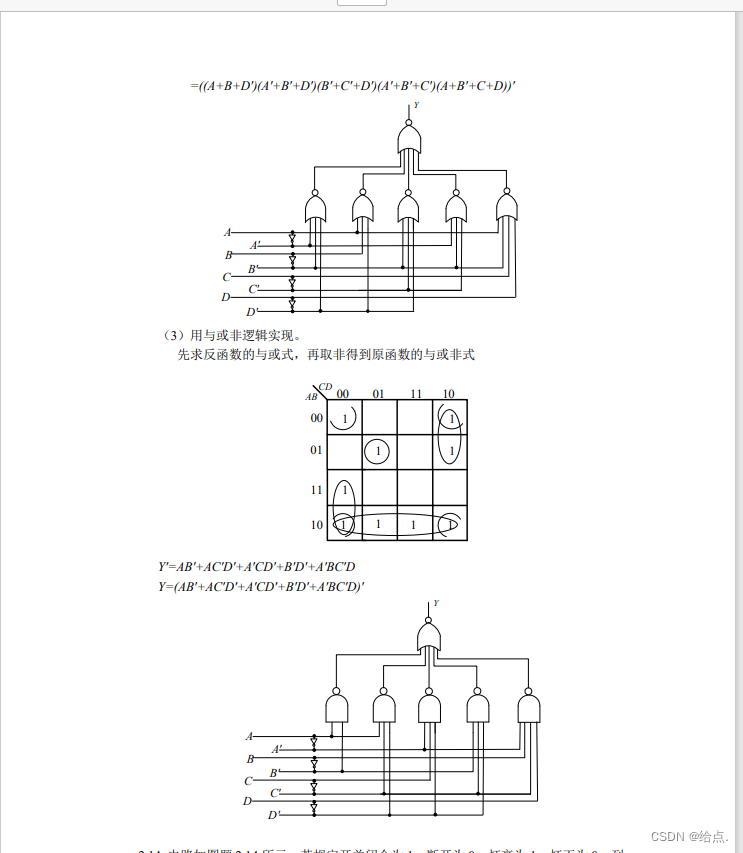 =((A+B+D')(A'+B'+D')(B'+C'+D')(A'+B'+C')(A+B'+C+D))'
Y
A
A'
B
B'
C
C'
D
D'
(3)用与或非逻辑实现。
先求反函数的与或式,再取非得到原函数的与或非式
CD
AB 00 01 11 10
00 1 1
01 1 1
11 1
10 1 1 1 1
Y'=AB'+AC'D'+A'CD'+B'D'+A'BC'D
Y=(AB'+AC'D'+A'CD'+B'D'+A'BC'D)'
Y
A
A'
B
B'
C
C'
D
D'
CSDN @给点.